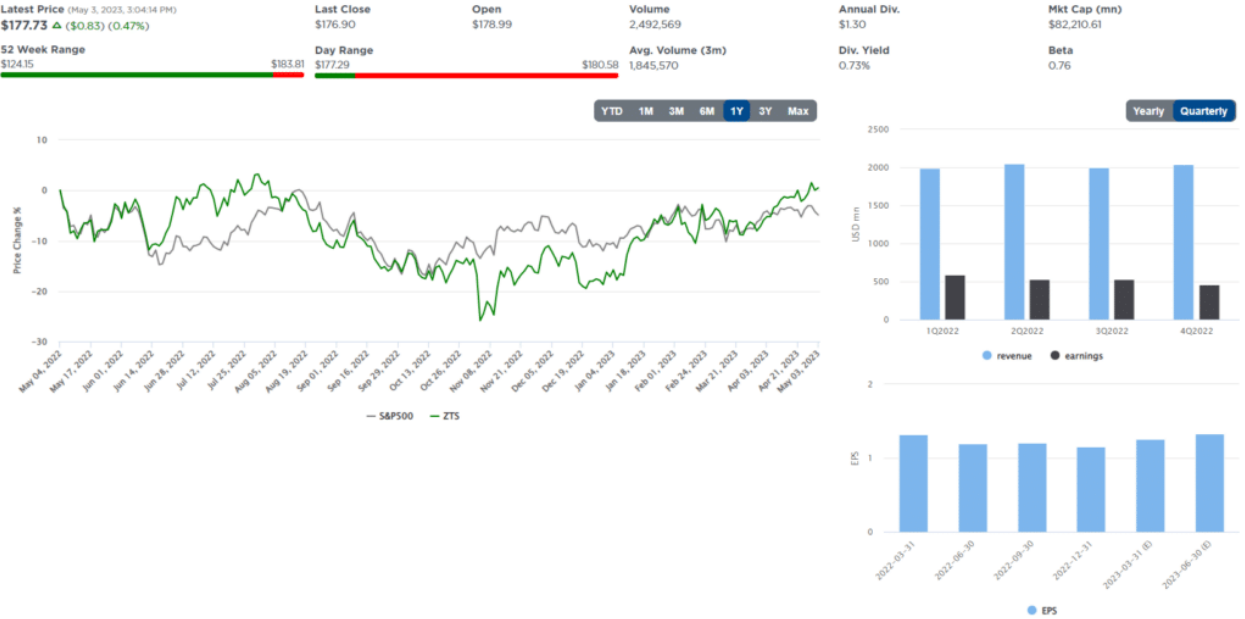 Latest Price (May 3, 2023, 3:04:14 PM)
$177.73 ($0.83) (0.47%)
Last Close
$176.90
Open
$178.99
Volume
2,492,569
Annual Div.
$1.30
Mkt Cap (mn)
$82,210.61
52 Week Range
$124.15 $183.81
Day Range
$177.29 $180.58
Avg. Volume (3m)
1,845,570
Div. Yield
0.73%
Beta
0.76
YTD 1M 3M 6M 1Y 3Y Max
Price Change %
10
0
-10
-20
-30
May 04, 2022
May 17, 2022
Jun 01, 2022
Jun 14, 2022
Jun 28, 2022
Jul 12, 2022
Jul 25, 2022
Aug 05, 2022
Aug 19, 2022
Sep 01, 2022
Sep 16, 2022
Sep 29, 2022
Oct 13, 2022
Oct 26, 2022
Nov 08, 2022
Nov 21, 2022
Dec 05, 2022
Dec 19, 2022
Jan 04, 2023
Jan 18, 2023
Feb 01, 2023
Feb 24, 2023
Mar 21, 2023
Apr 03, 2023
Apr 21, 2023
May 03, 2023
S&P500 ZTS
Yearly Quarterly
USD mn
2500
2000
1500
1000
500
0
1Q2022 2Q2022 3Q2022 4Q2022
revenue earnings
EPS
2
1
0
2022-03-31
2022-06-30
2022-09-30
2022-12-31
2023-03-31 (E)
2023-06-30 (E)
EPS